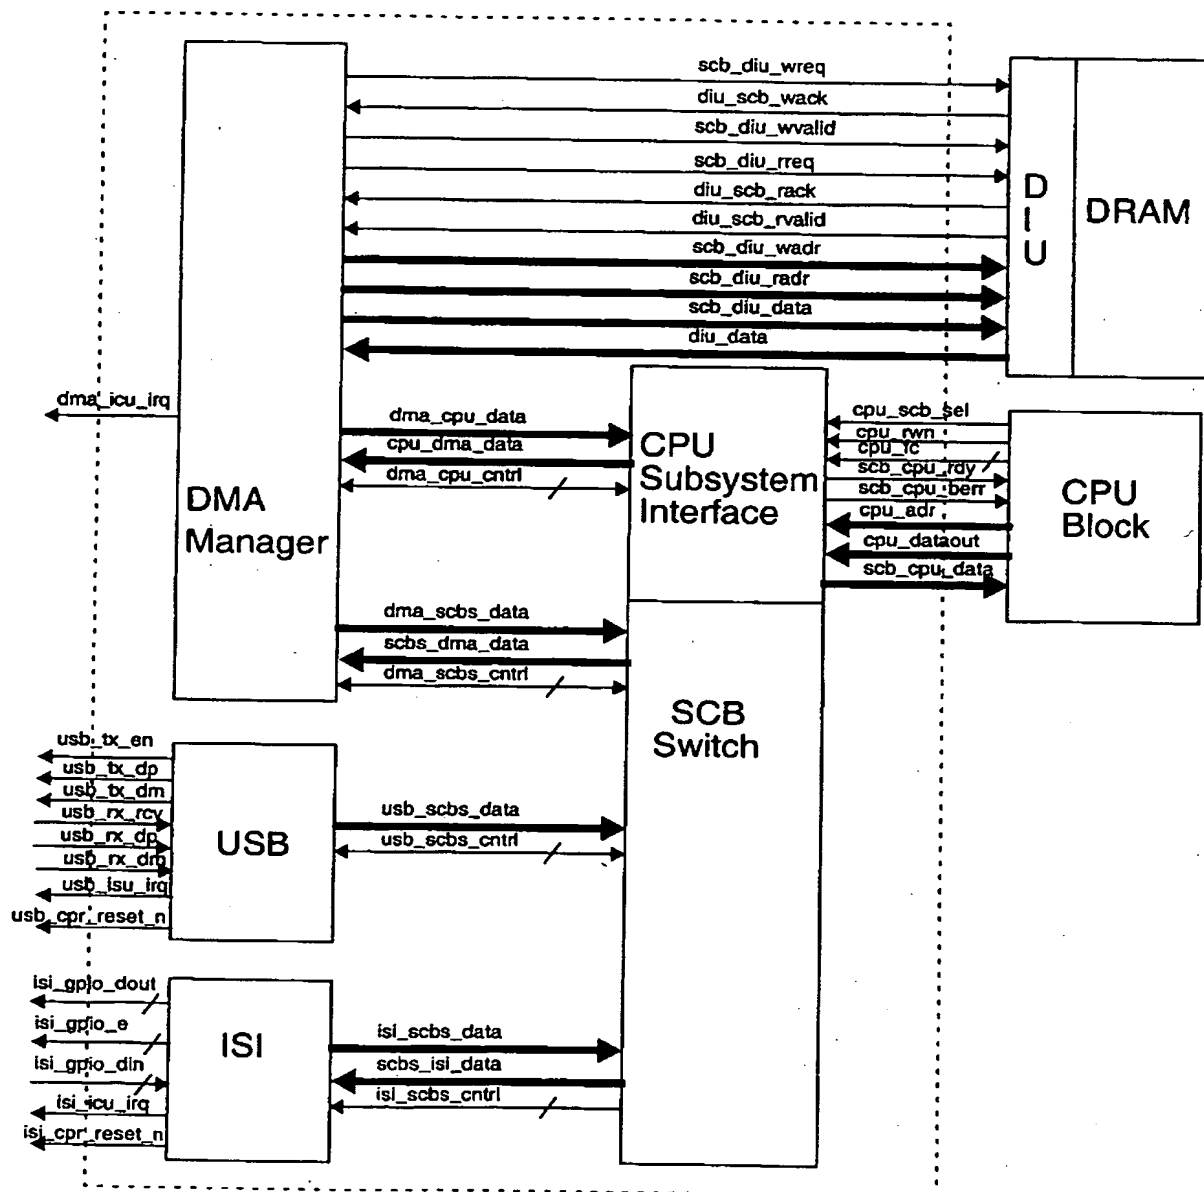 scb_diu_wreq
diu_scb_wack
scb_diu_wvalid
scb_diu_rreq
diu_scb_rack
diu_scb_rvalid
scb_diu_wadr
scb_diu_radr
scb_diu_data
diu_data
D
I
U
DRAM
dma_icu_irq
DMA
Manager
dma_cpu_data
cpu_dma_data
dma_cpu_cntrl
CPU
Subsystem
Interface
cpu_scb_sel
cpu_rwn
cpu_fc
scb_cpu_rdy
scb_cpu_berr
cpu_adr
cpu_dataout
scb_cpu_data
CPU
Block
dma_scbs_data
scbs_dma_data
dma_scbs_cntrl
SCB
Switch
usb_tx_en
usb_tx_dp
usb_tx_dm
usb_rx_rcv
usb_rx_dp
usb_rx_dm
usb_isu_irq
usb_cpr_reset_n
USB
usb_scbs_data
usb_scbs_cntrl
isi_gpio_dout
isi_gpio_e
isi_gpio_din
isi_icu_irq
isi_cpr_reset_n
ISI
isi_scbs_data
scbs_isi_data
isi_scbs_cntrl